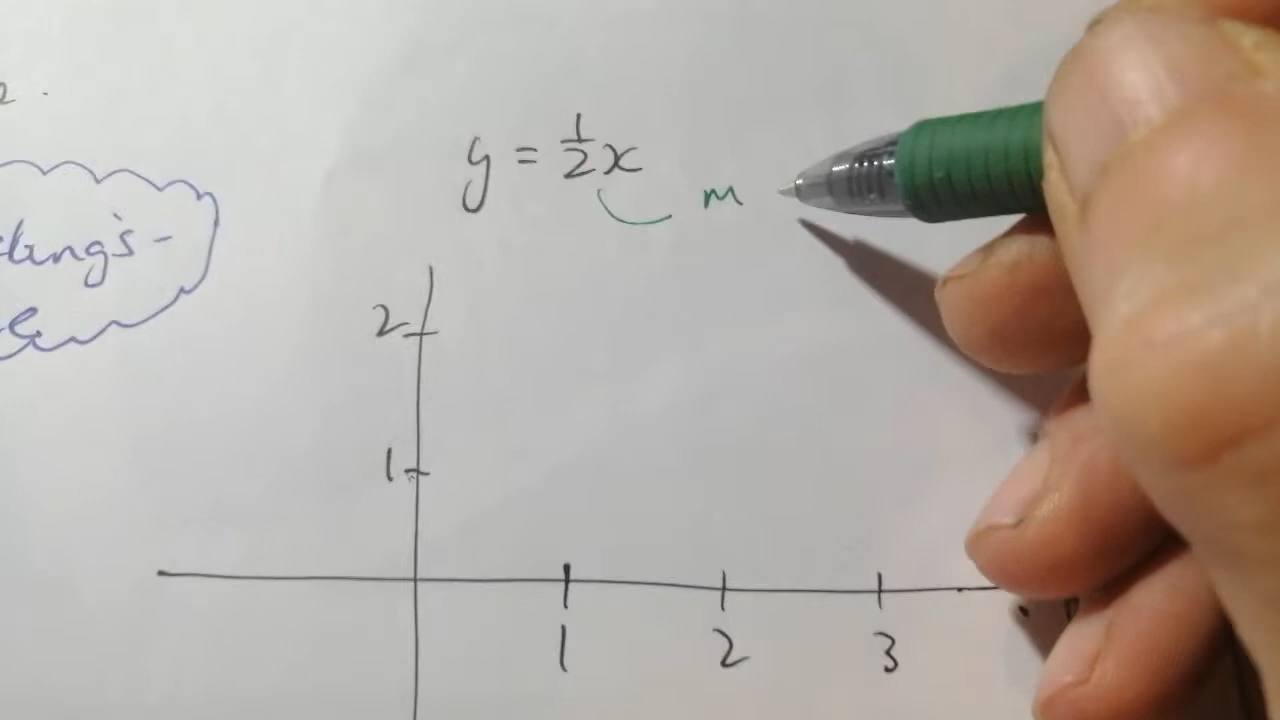 y = 1/2 x
m
2
1
1 2 3